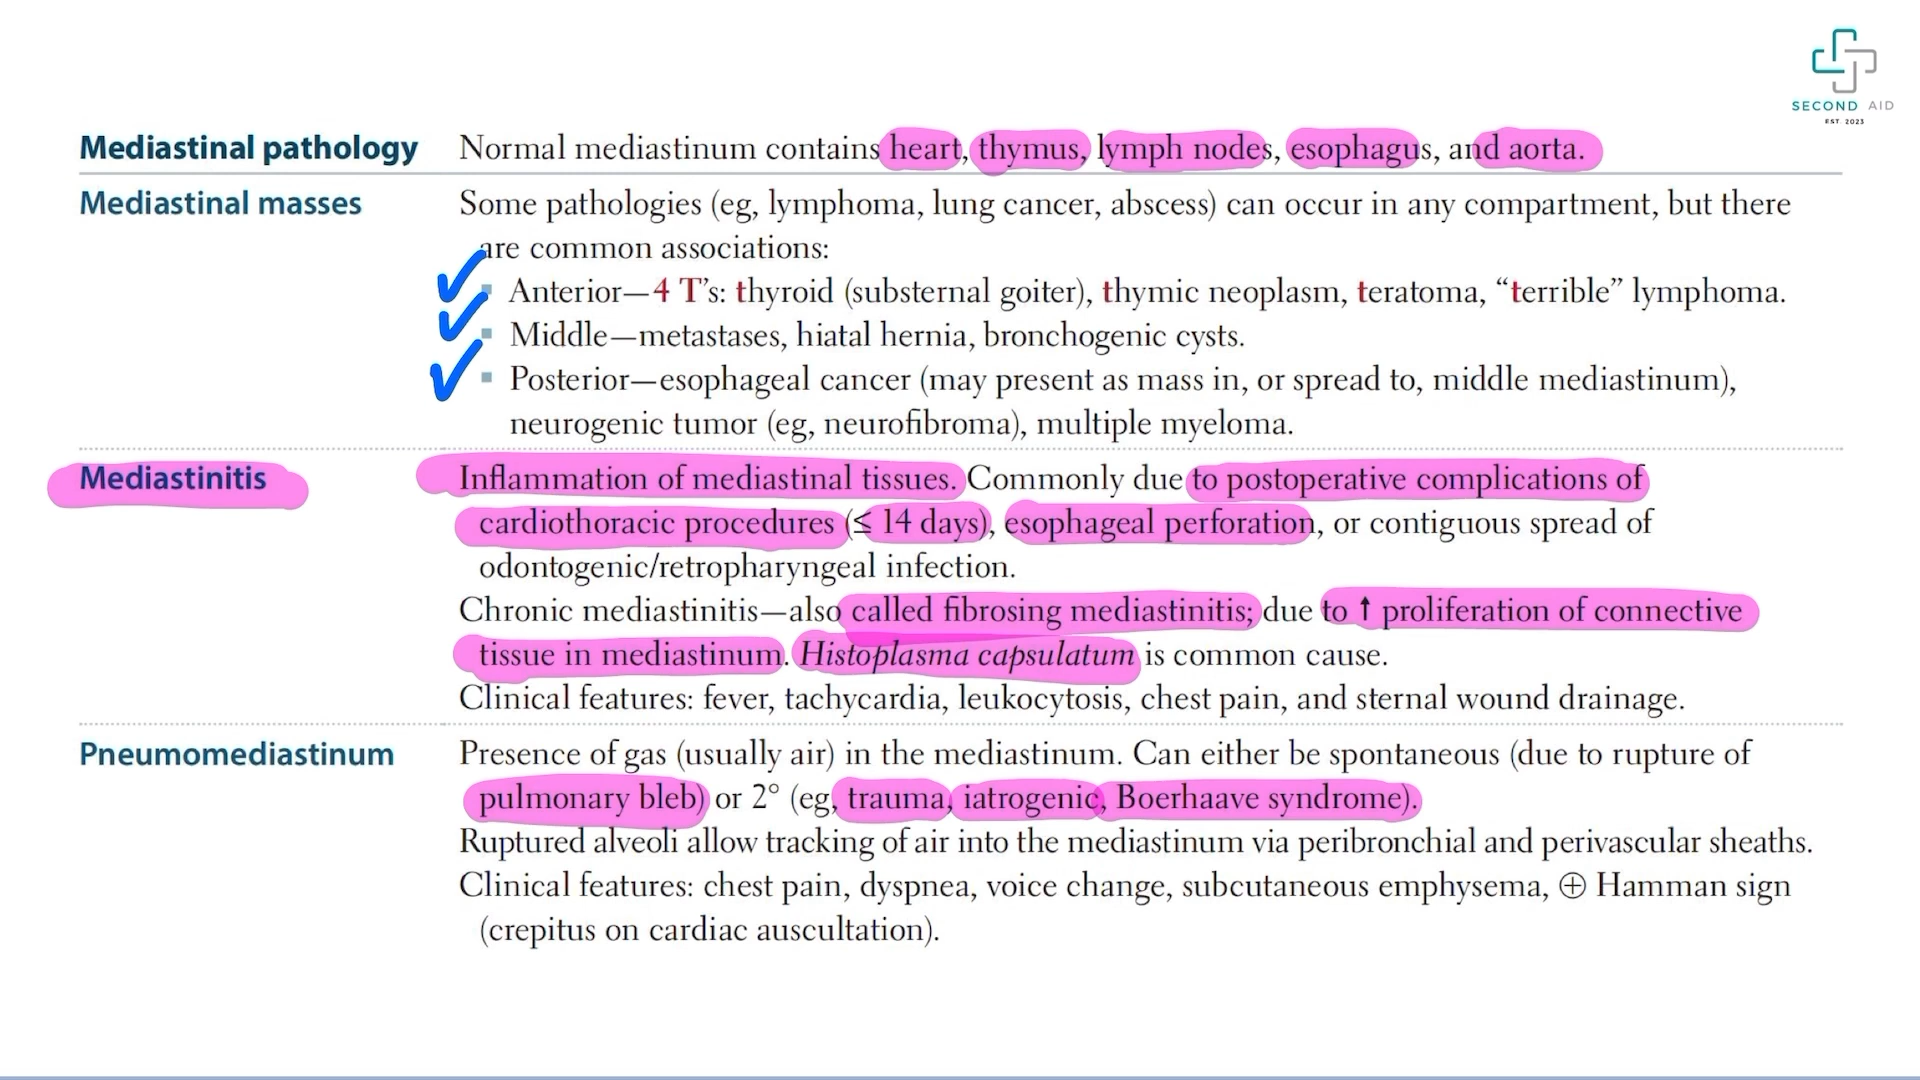 SECOND AID
EST. 2023
Mediastinal pathology Normal mediastinum contains heart, thymus, lymph nodes, esophagus, and aorta.
Mediastinal masses Some pathologies (eg, lymphoma, lung cancer, abscess) can occur in any compartment, but there
are common associations:
▪ Anterior—4 T’s: thyroid (substernal goiter), thymic neoplasm, teratoma, “terrible” lymphoma.
▪ Middle—metastases, hiatal hernia, bronchogenic cysts.
▪ Posterior—esophageal cancer (may present as mass in, or spread to, middle mediastinum),
neurogenic tumor (eg, neurofibroma), multiple myeloma.
Mediastinitis Inflammation of mediastinal tissues. Commonly due to postoperative complications of
cardiothoracic procedures (≤ 14 days), esophageal perforation, or contiguous spread of
odontogenic/retropharyngeal infection.
Chronic mediastinitis—also called fibrosing mediastinitis; due to ↑ proliferation of connective
tissue in mediastinum. Histoplasma capsulatum is common cause.
Clinical features: fever, tachycardia, leukocytosis, chest pain, and sternal wound drainage.
Pneumomediastinum Presence of gas (usually air) in the mediastinum. Can either be spontaneous (due to rupture of
pulmonary bleb) or 2° (eg, trauma, iatrogenic, Boerhaave syndrome).
Ruptured alveoli allow tracking of air into the mediastinum via peribronchial and perivascular sheaths.
Clinical features: chest pain, dyspnea, voice change, subcutaneous emphysema, ⊕ Hamman sign
(crepitus on cardiac auscultation).